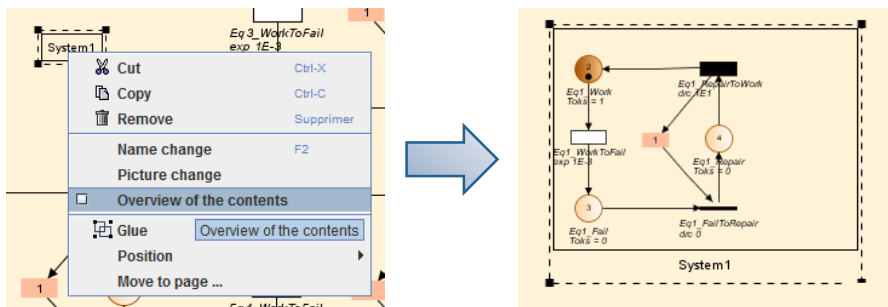 1
Eq3_WorkToFail
exp 1E-3
System1
Cut Ctrl-X
Copy Ctrl-C
Remove Supprimer
Name change F2
Picture change
Overview of the contents
Glue
Overview of the contents
Position
Move to page ...
1
Eq4_WorkToFail
2
Eq1_Work
Toks = 1
Eq1_RepairToWork
drc 1E1
Eq1_WorkToFail
exp 1E-3
1
4
Eq1_Repair
Toks = 0
3
Eq1_Fail
Toks = 0
Eq1_FailToRepair
drc 0
System1